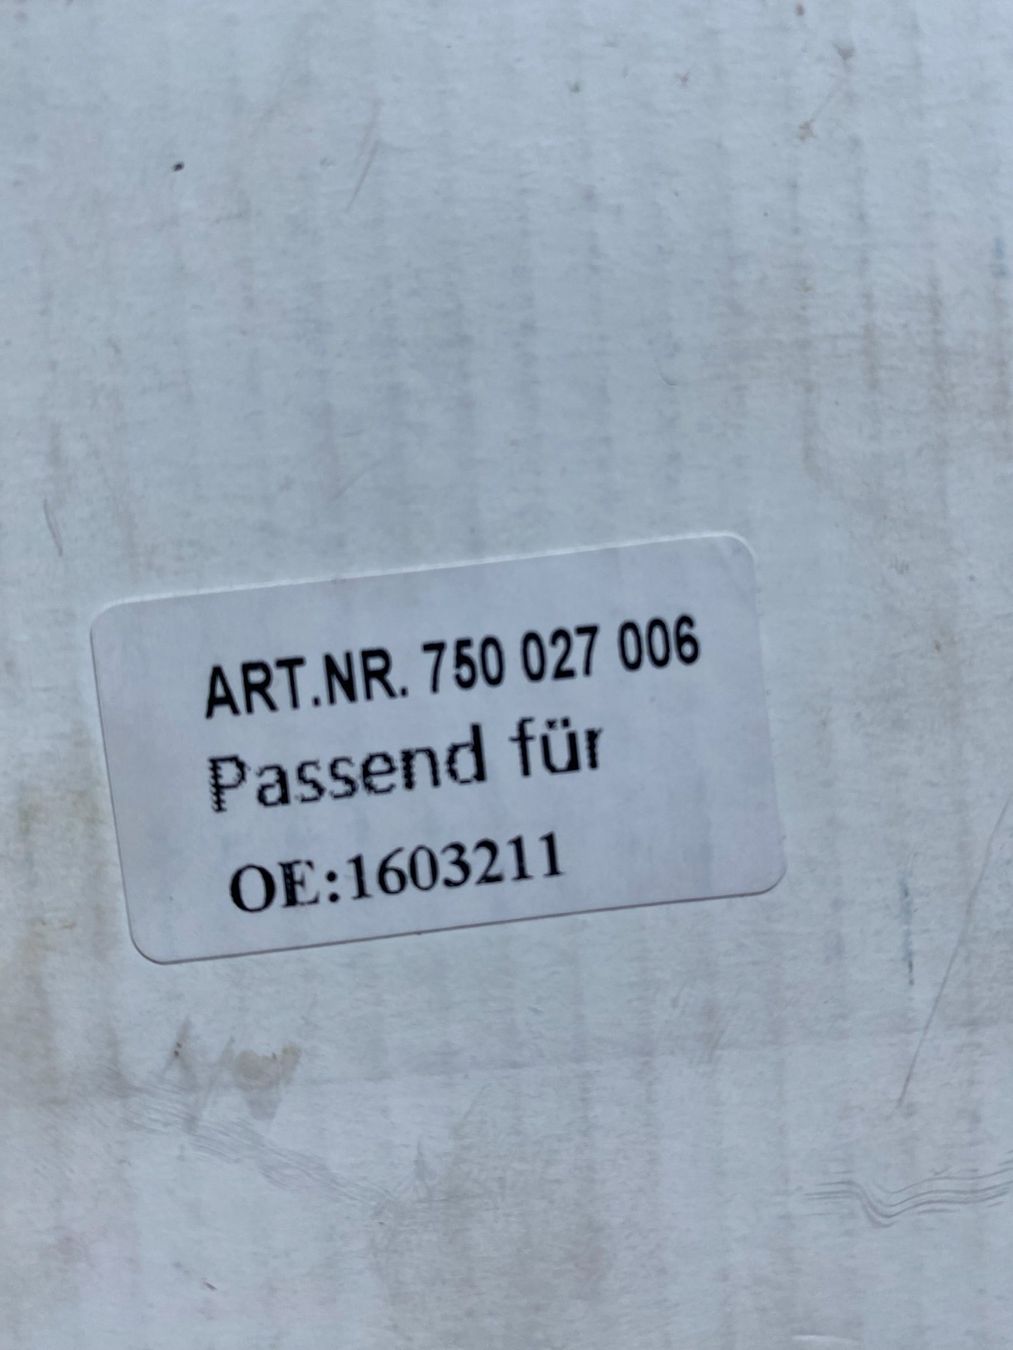 ART.NR. 750 027 006
Passend für
OE:1603211